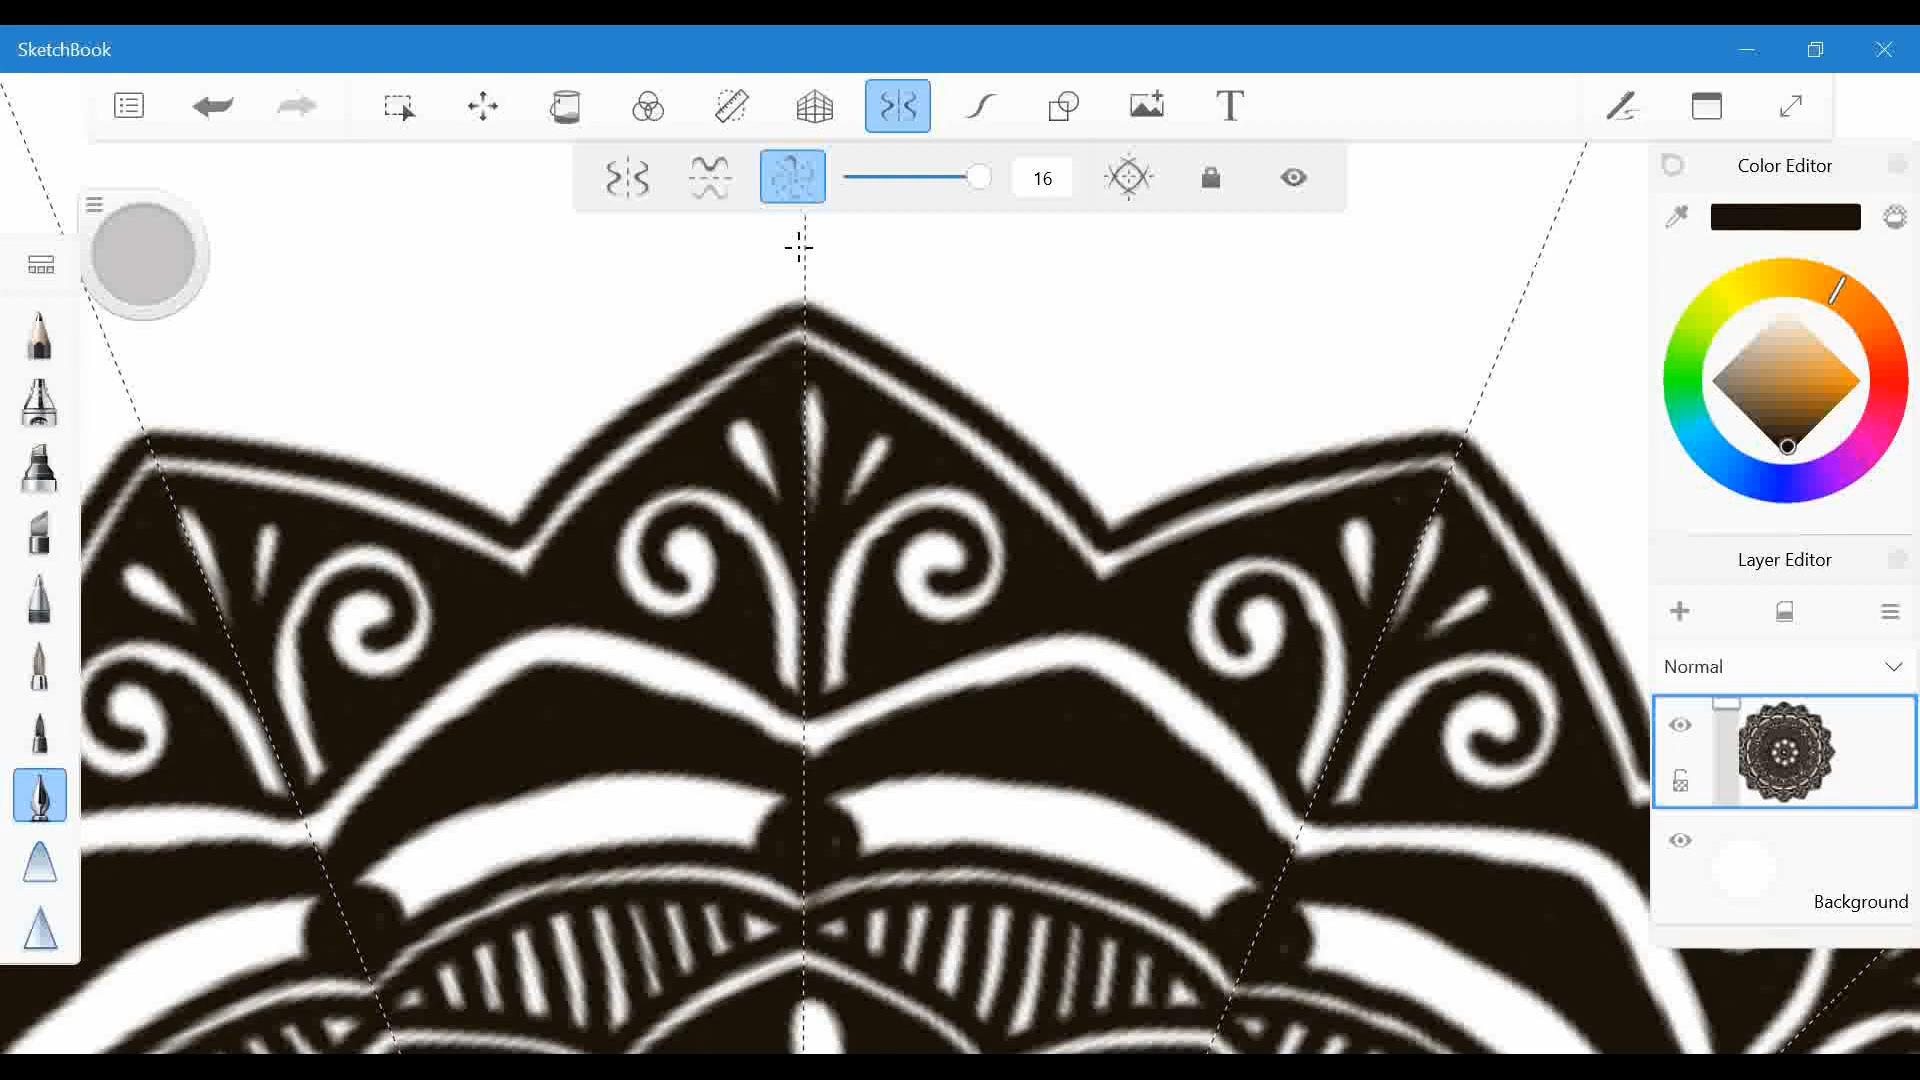 SketchBook
T
16
Color Editor
Layer Editor
Normal
Background